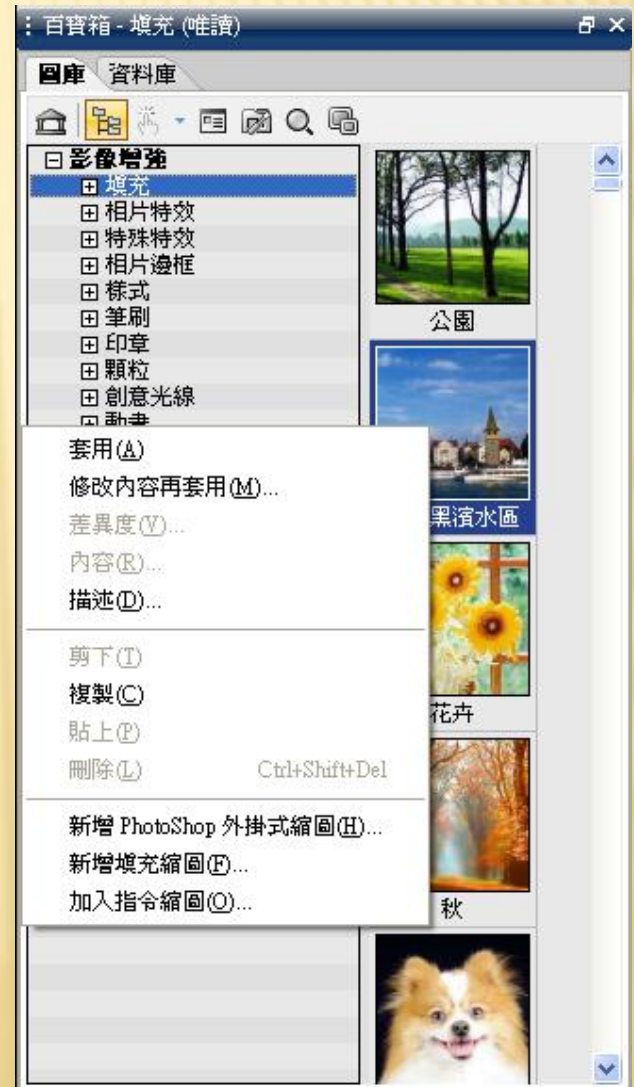 百寶箱 - 填充 (唯讀)
圖庫 資料庫
影像增強
填充
相片特效
特殊特效
相片邊框
樣式
筆刷
印章
顆粒
創意光線
動畫
公園
黑濱水區
花卉
秋
套用(A)
修改內容再套用(M)...
差異度(V)...
內容(R)...
描述(D)...
剪下(T)
複製(C)
貼上(P)
刪除(L) Ctrl+Shift+Del
新增 PhotoShop 外掛式縮圖(H)...
新增填充縮圖(F)...
加入指令縮圖(O)...